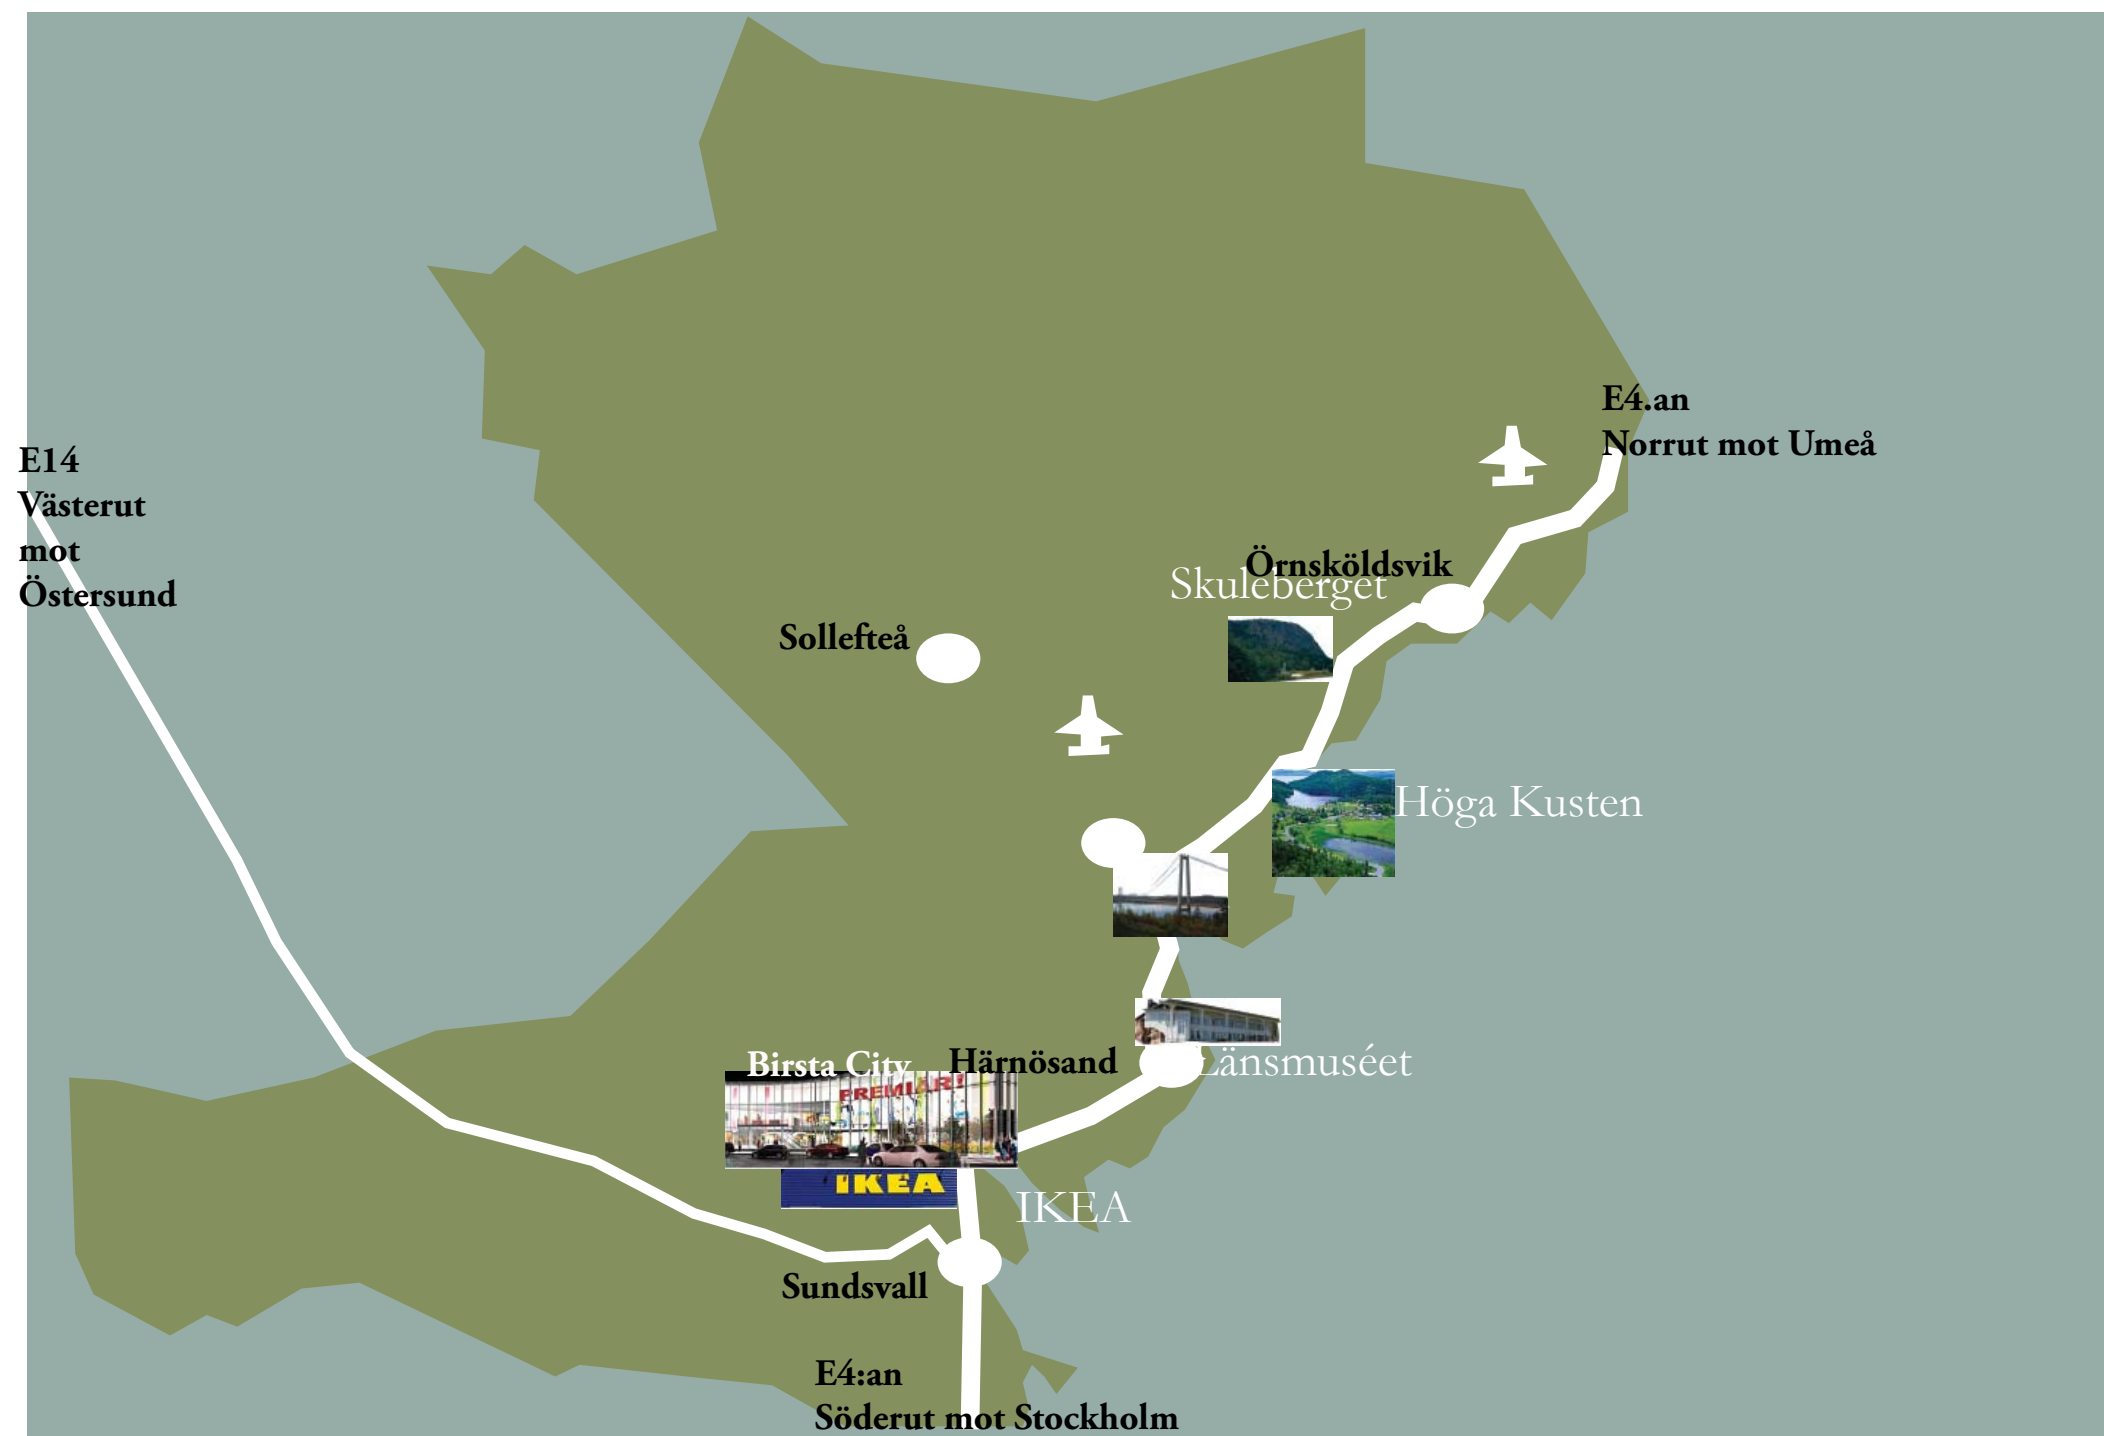 E4.an
Norrut mot Umeå
E14
Västerut
mot
Östersund
Örnsköldsvik
Skuleberget
Sollefteå
Höga Kusten
Birsta City
Härnösand
Länsmuséet
PREMIÄR!
IKEA
IKEA
Sundsvall
E4:an
Söderut mot Stockholm